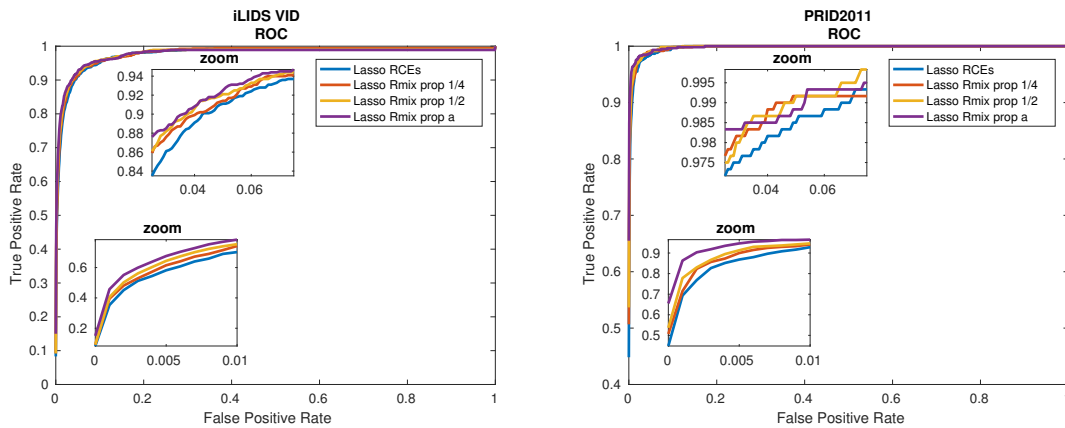 iLIDS VID
ROC
True Positive Rate
1
0.9
0.8
0.7
0.6
0.5
0.4
0.3
0.2
0.1
0
0
0.2
0.4
0.6
0.8
1
False Positive Rate
zoom
0.94
0.92
0.9
0.88
0.86
0.84
0.04
0.06
Lasso RCEs
Lasso Rmix prop 1/4
Lasso Rmix prop 1/2
Lasso Rmix prop a
zoom
0.6
0.4
0.2
0
0.005
0.01
PRID2011
ROC
True Positive Rate
1
0.9
0.8
0.7
0.6
0.5
0.4
0
0.2
0.4
0.6
0.8
1
False Positive Rate
zoom
0.995
0.99
0.985
0.98
0.975
0.04
0.06
Lasso RCEs
Lasso Rmix prop 1/4
Lasso Rmix prop 1/2
Lasso Rmix prop a
zoom
0.9
0.8
0.7
0.6
0.5
0
0.005
0.01